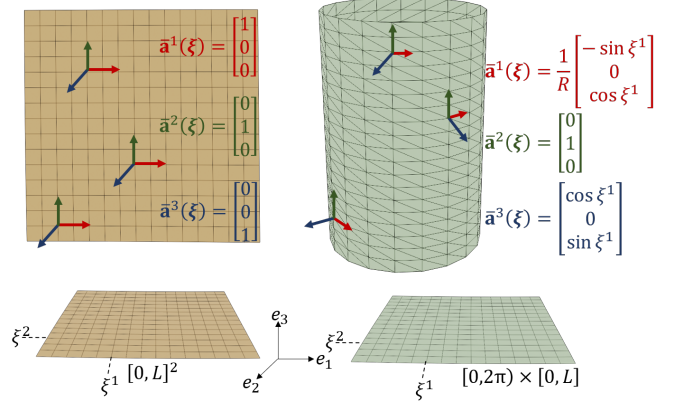 ā¹(ξ) = [1 0 0]
ā²(ξ) = [0 1 0]
ā³(ξ) = [0 0 1]
ā¹(ξ) = 1/R [− sin ξ¹ 0 cos ξ¹]
ā²(ξ) = [0 1 0]
ā³(ξ) = [cos ξ¹ 0 sin ξ¹]
ξ²
ξ¹ [0, L]²
e₃
e₁
e₂
ξ²
ξ¹
[0,2π) × [0, L]